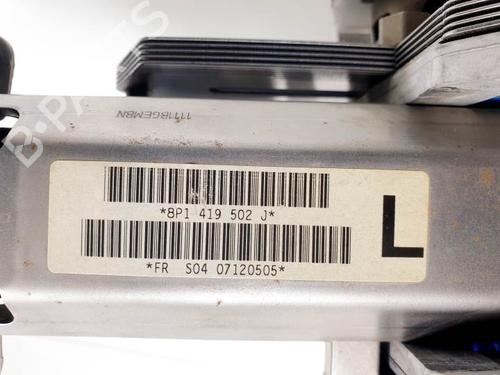 1111BGEMBN
*8P1 419 502 J*
*FR S04 07120505*
L
B-PARTS